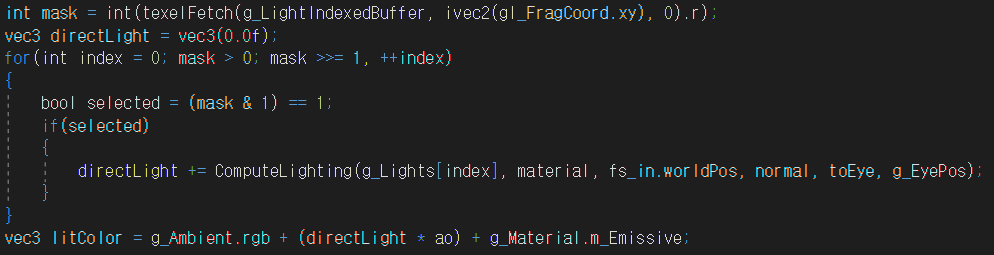 int mask = int(texelFetch(g_LightIndexedBuffer, ivec2(gl_FragCoord.xy), 0).r);
vec3 directLight = vec3(0.0f);
for(int index = 0; mask > 0; mask >>= 1, ++index)
{
    bool selected = (mask & 1) == 1;
    if(selected)
    {
        directLight += ComputeLighting(g_Lights[index], material, fs_in.worldPos, normal, toEye, g_EyePos);
    }
}
vec3 litColor = g_Ambient.rgb + (directLight * ao) + g_Material.m_Emissive;